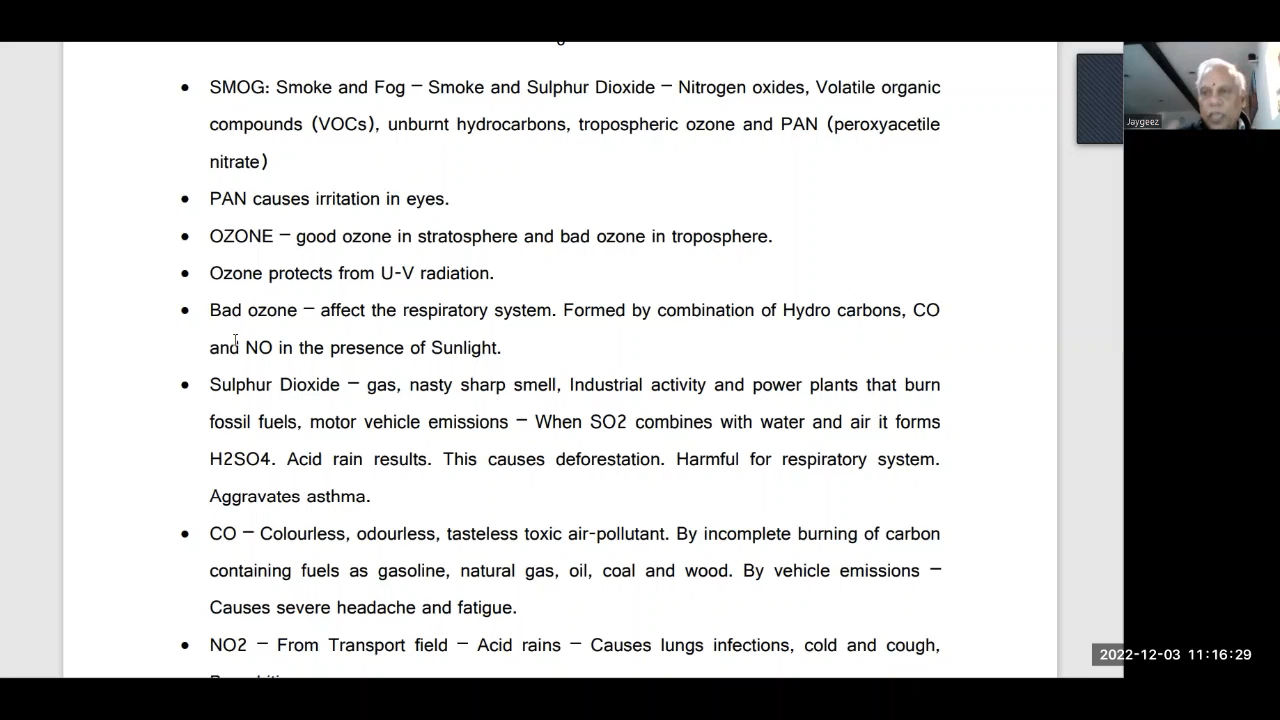 SMOG: Smoke and Fog – Smoke and Sulphur Dioxide – Nitrogen oxides, Volatile organic
compounds (VOCs), unburnt hydrocarbons, tropospheric ozone and PAN (peroxyacetile
nitrate)
PAN causes irritation in eyes.
OZONE – good ozone in stratosphere and bad ozone in troposphere.
Ozone protects from U-V radiation.
Bad ozone – affect the respiratory system. Formed by combination of Hydro carbons, CO
and NO in the presence of Sunlight.
Sulphur Dioxide – gas, nasty sharp smell, Industrial activity and power plants that burn
fossil fuels, motor vehicle emissions – When SO2 combines with water and air it forms
H2SO4. Acid rain results. This causes deforestation. Harmful for respiratory system.
Aggravates asthma.
CO – Colourless, odourless, tasteless toxic air-pollutant. By incomplete burning of carbon
containing fuels as gasoline, natural gas, oil, coal and wood. By vehicle emissions –
Causes severe headache and fatigue.
NO2 – From Transport field – Acid rains – Causes lungs infections, cold and cough,
Jaygeez
2022-12-03 11:16:29